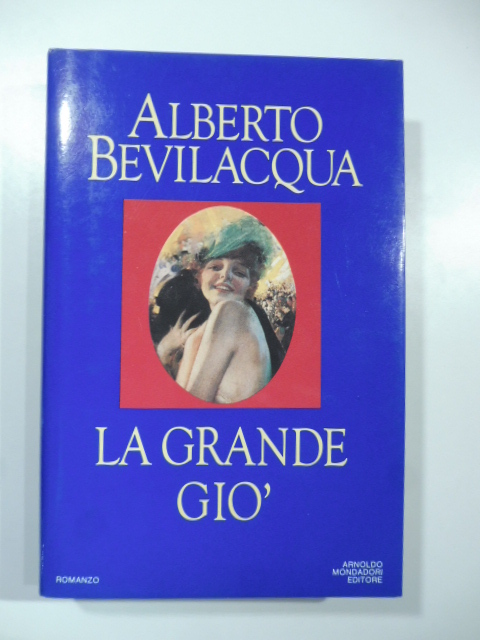 ALBERTO
BEVILACQUA
LA GRANDE
GIO'
ROMANZO
ARNOLDO
MONDADORI
EDITORE